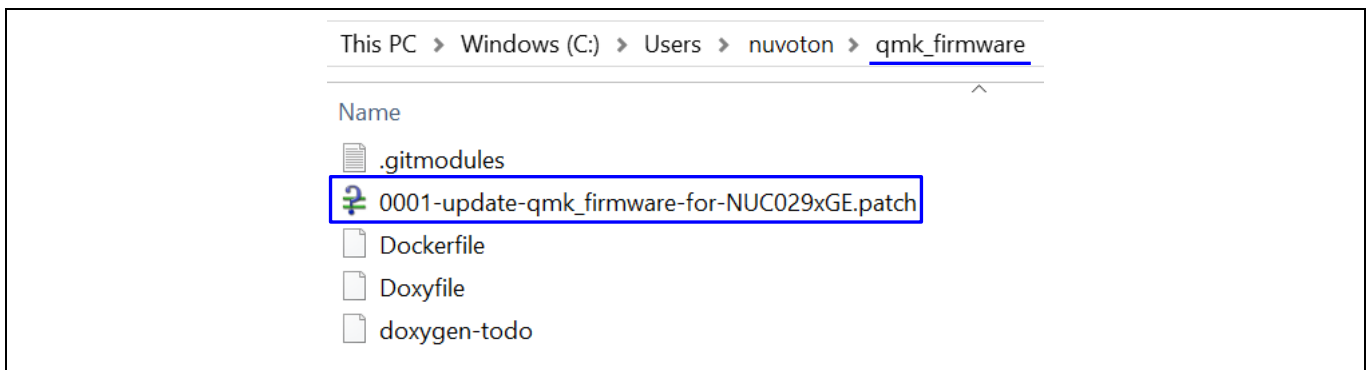 This PC > Windows (C:) > Users > nuvoton > qmk_firmware
Name
.gitmodules
0001-update-qmk_firmware-for-NUC029xGE.patch
Dockerfile
Doxyfile
doxygen-todo